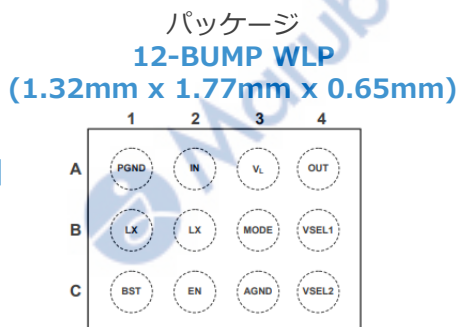 パッケージ
12-BUMP WLP
(1.32mm x 1.77mm x 0.65mm)
1 2 3 4
A PGND IN VL OUT
B LX LX MODE VSEL1
C BST EN AGND VSEL2